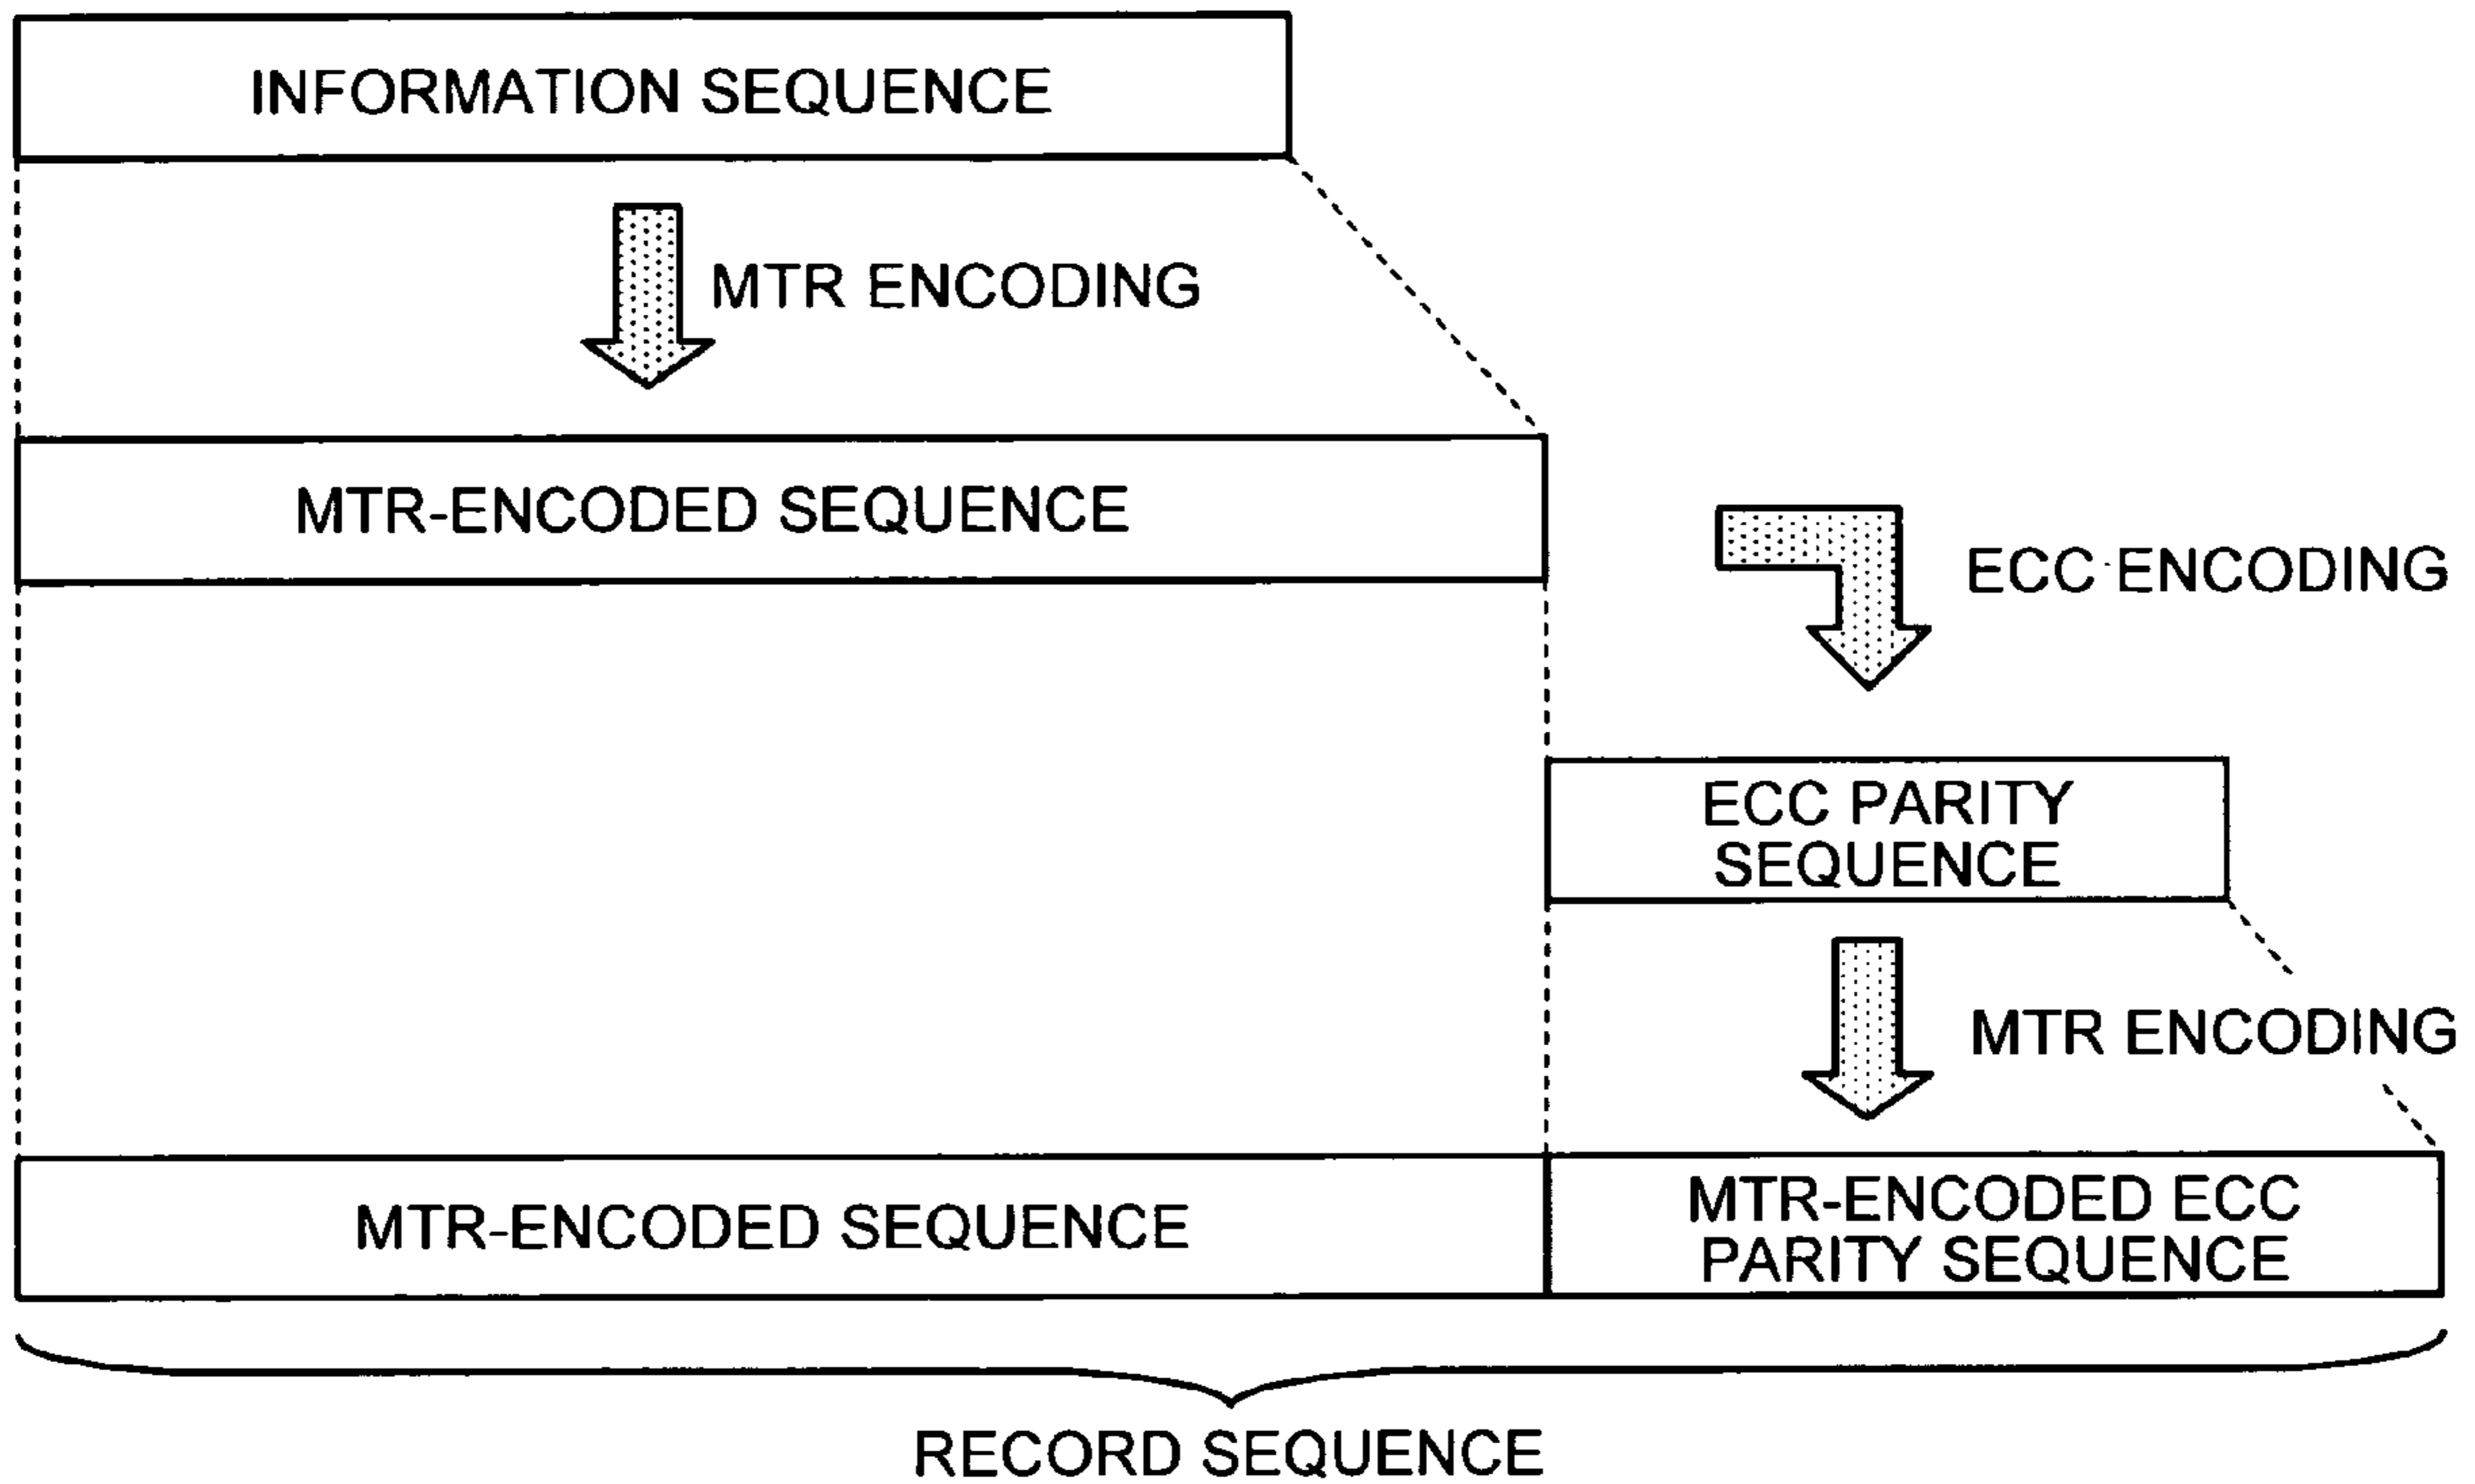 INFORMATION SEQUENCE
MTR ENCODING
MTR-ENCODED SEQUENCE
ECC ENCODING
ECC PARITY
SEQUENCE
MTR ENCODING
MTR-ENCODED SEQUENCE
MTR-ENCODED ECC
PARITY SEQUENCE
RECORD SEQUENCE